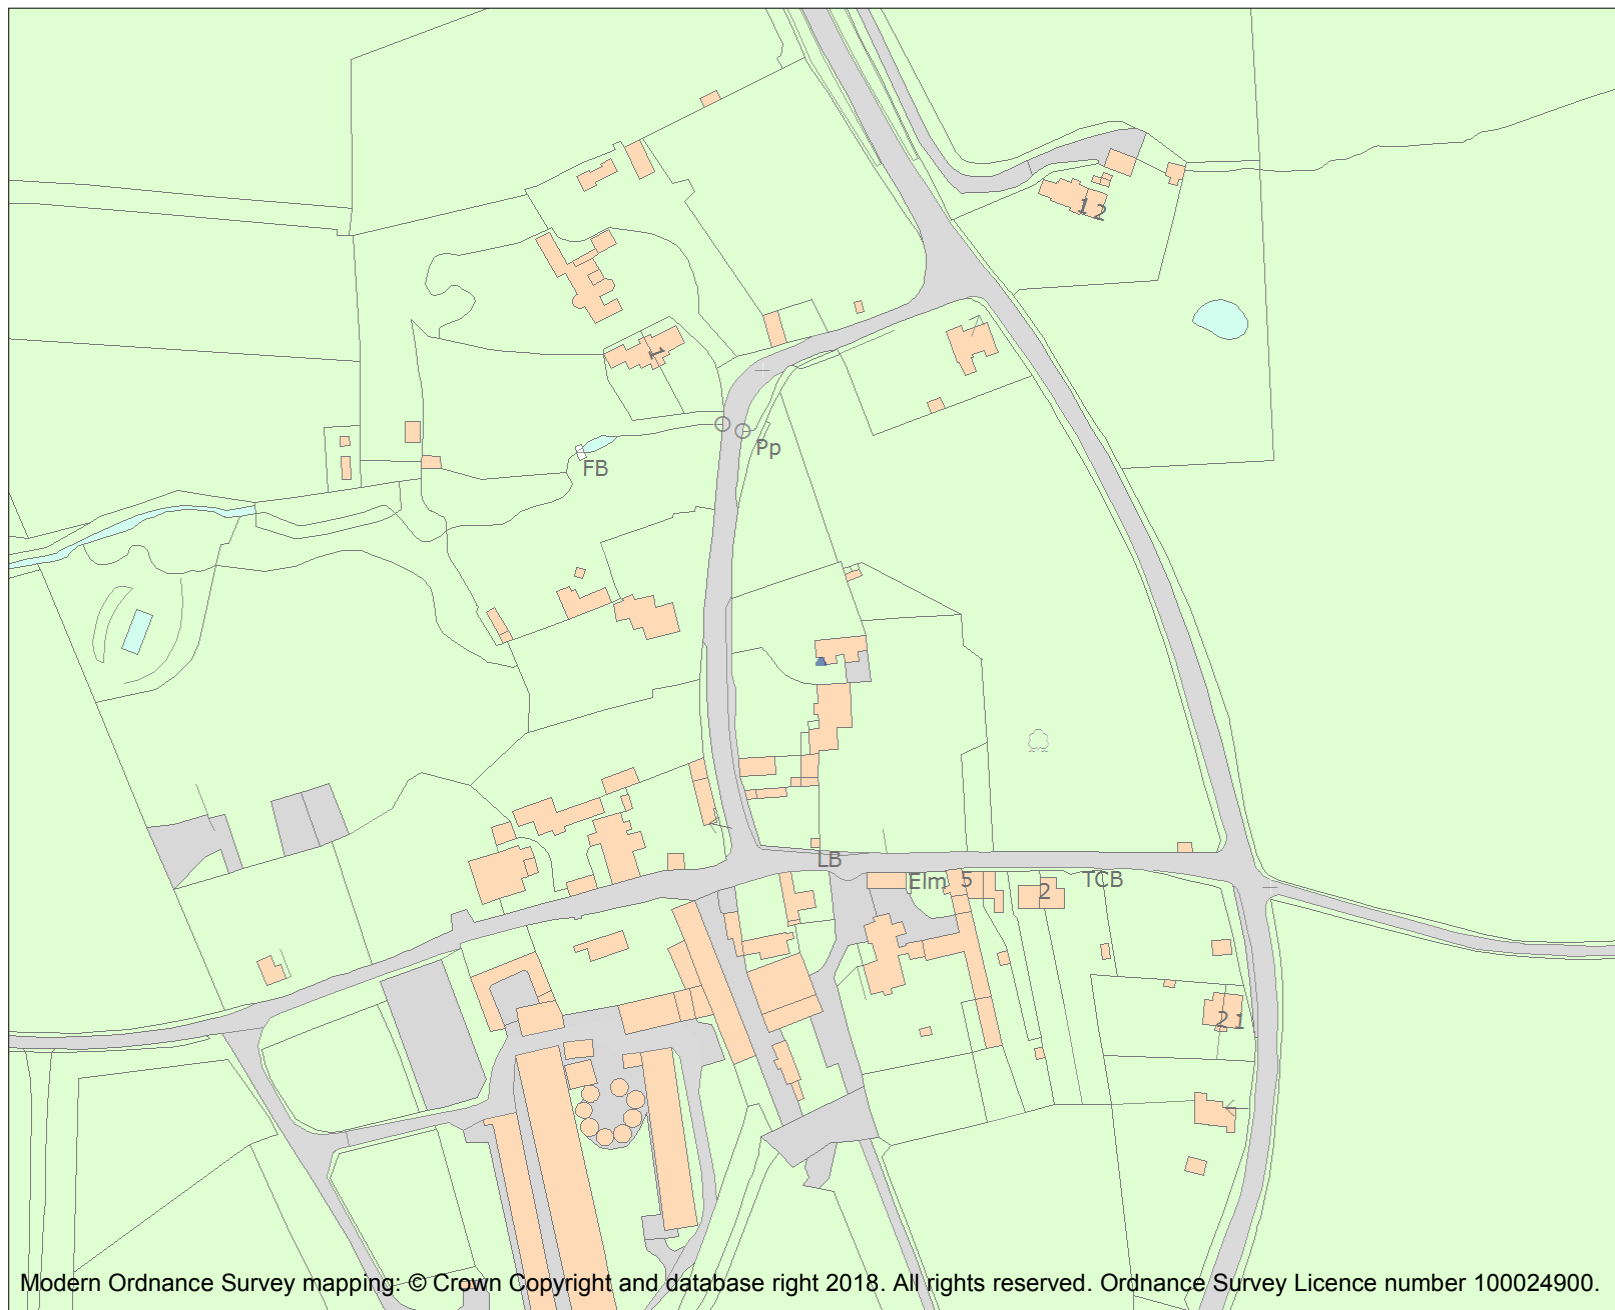 1 2
1
Pp
FB
LB
Elm 5
2
TCB
2 1
Modern Ordnance Survey mapping: © Crown Copyright and database right 2018. All rights reserved. Ordnance Survey Licence number 100024900.